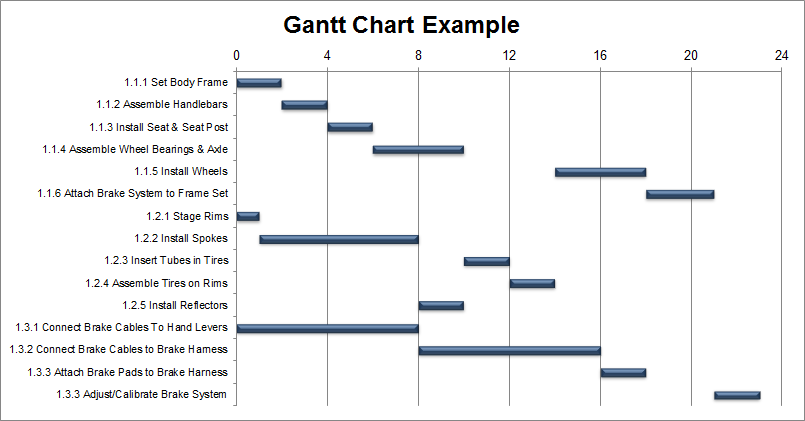 Gantt Chart Example
0 4 8 12 16 20 24
1.1.1 Set Body Frame
1.1.2 Assemble Handlebars
1.1.3 Install Seat & Seat Post
1.1.4 Assemble Wheel Bearings & Axle
1.1.5 Install Wheels
1.1.6 Attach Brake System to Frame Set
1.2.1 Stage Rims
1.2.2 Install Spokes
1.2.3 Insert Tubes in Tires
1.2.4 Assemble Tires on Rims
1.2.5 Install Reflectors
1.3.1 Connect Brake Cables To Hand Levers
1.3.2 Connect Brake Cables to Brake Harness
1.3.3 Attach Brake Pads to Brake Harness
1.3.3 Adjust/Calibrate Brake System